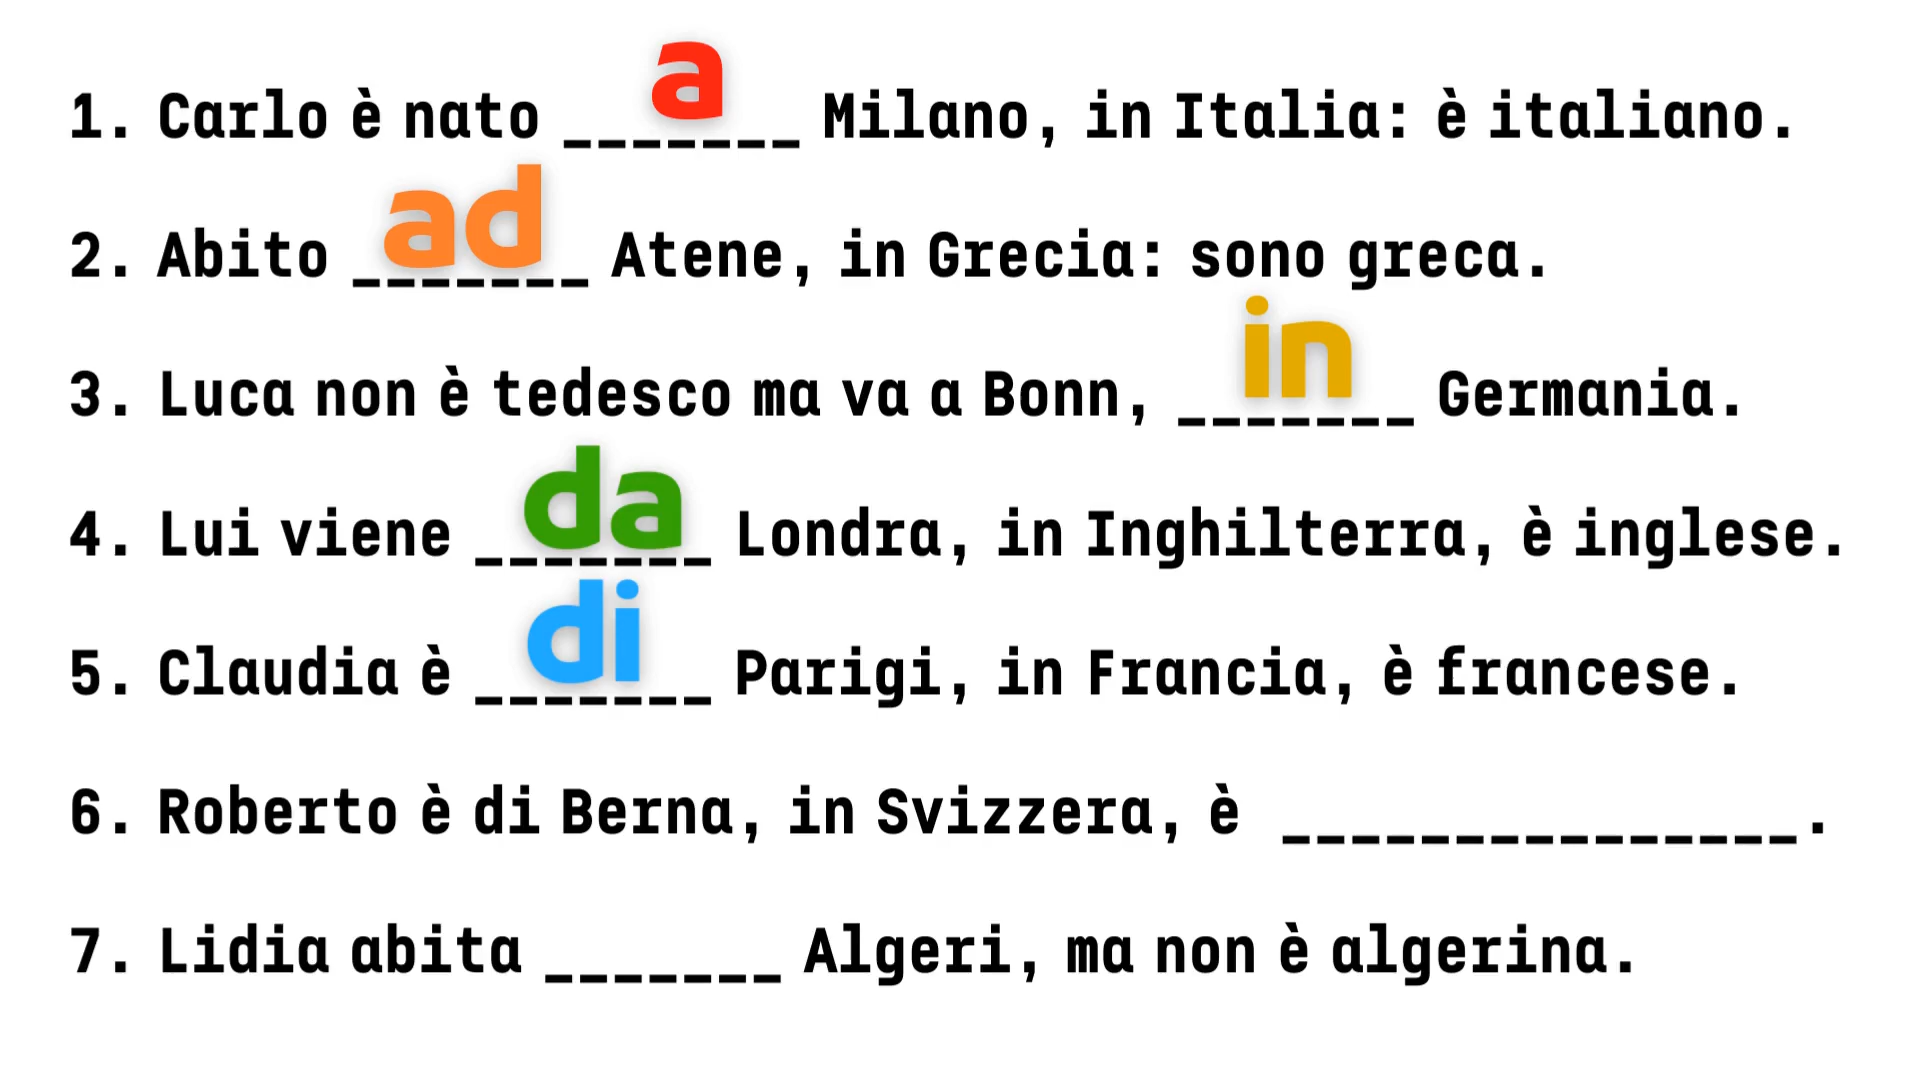 1. Carlo è nato a Milano, in Italia: è italiano.
2. Abito ad Atene, in Grecia: sono greca.
3. Luca non è tedesco ma va a Bonn, in Germania.
4. Lui viene da Londra, in Inghilterra, è inglese.
5. Claudia è di Parigi, in Francia, è francese.
6. Roberto è di Berna, in Svizzera, è _______________.
7. Lidia abita _______ Algeri, ma non è algerina.